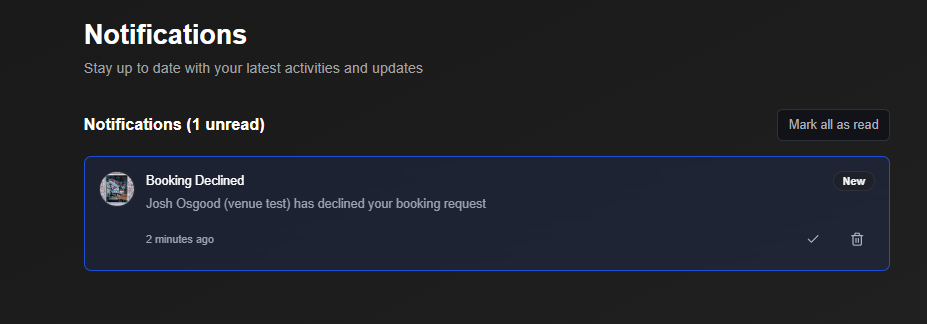 Notifications
Stay up to date with your latest activities and updates
Notifications (1 unread)
Mark all as read
Booking Declined
New
Josh Osgood (venue test) has declined your booking request
2 minutes ago